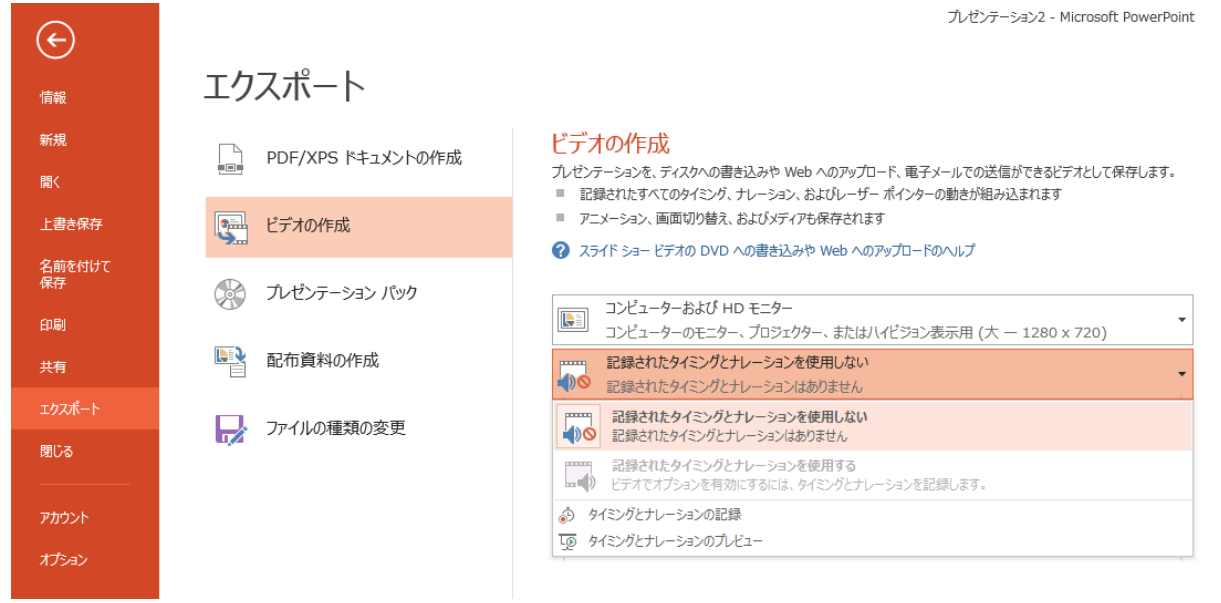 プレゼンテーション2 - Microsoft PowerPoint
情報
新規
開く
上書き保存
名前を付けて
保存
印刷
共有
エクスポート
閉じる
アカウント
オプション
エクスポート
PDF/XPS ドキュメントの作成
ビデオの作成
プレゼンテーション パック
配布資料の作成
ファイルの種類の変更
ビデオの作成
プレゼンテーションを、ディスクへの書き込みや Web へのアップロード、電子メールでの送信ができるビデオとして保存します。
記録されたすべてのタイミング、ナレーション、およびレーザー ポインターの動きが組み込まれます
アニメーション、画面切り替え、およびメディアも保存されます
スライド ショー ビデオの DVD への書き込みや Web へのアップロードのヘルプ
コンピューターおよび HD モニター
コンピューターのモニター、プロジェクター、またはハイビジョン表示用 (大 — 1280 x 720)
記録されたタイミングとナレーションを使用しない
記録されたタイミングとナレーションはありません
記録されたタイミングとナレーションを使用しない
記録されたタイミングとナレーションはありません
記録されたタイミングとナレーションを使用する
ビデオでオプションを有効にするには、タイミングとナレーションを記録します。
タイミングとナレーションの記録
タイミングとナレーションのプレビュー